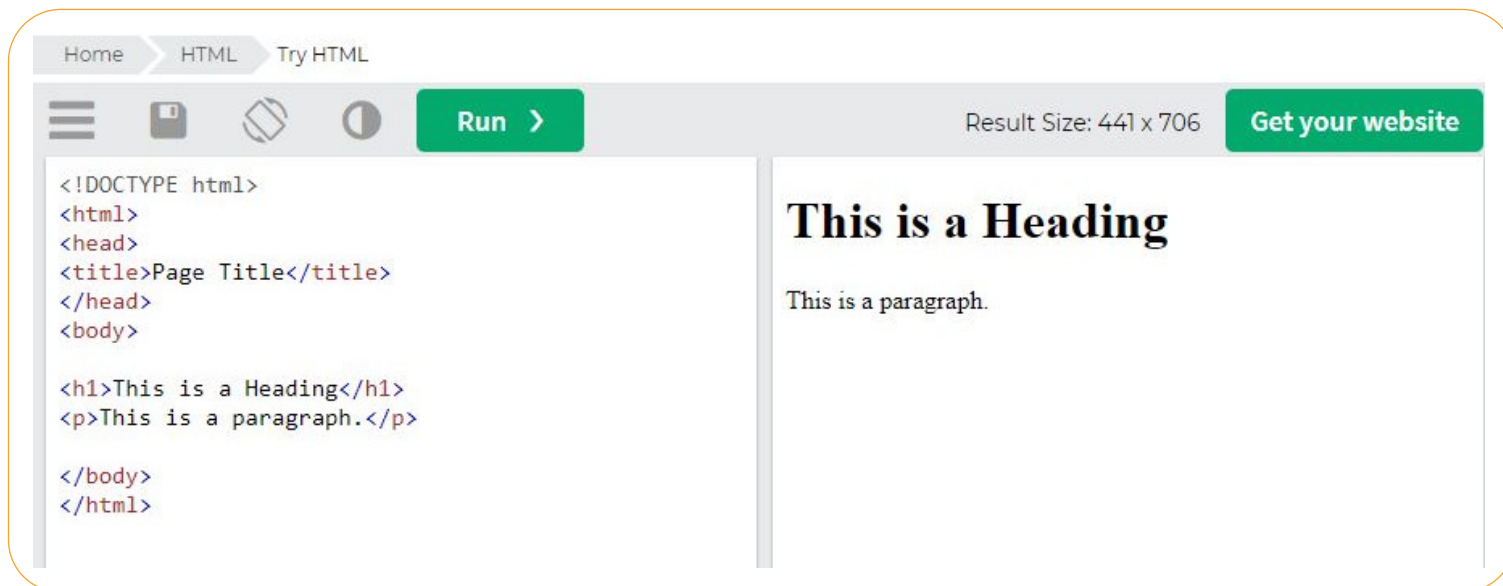 Home HTML Try HTML
Run ❯ Result Size: 441 x 706 Get your website
<!DOCTYPE html>
<html>
<head>
<title>Page Title</title>
</head>
<body>
<h1>This is a Heading</h1>
<p>This is a paragraph.</p>
</body>
</html>
This is a Heading
This is a paragraph.